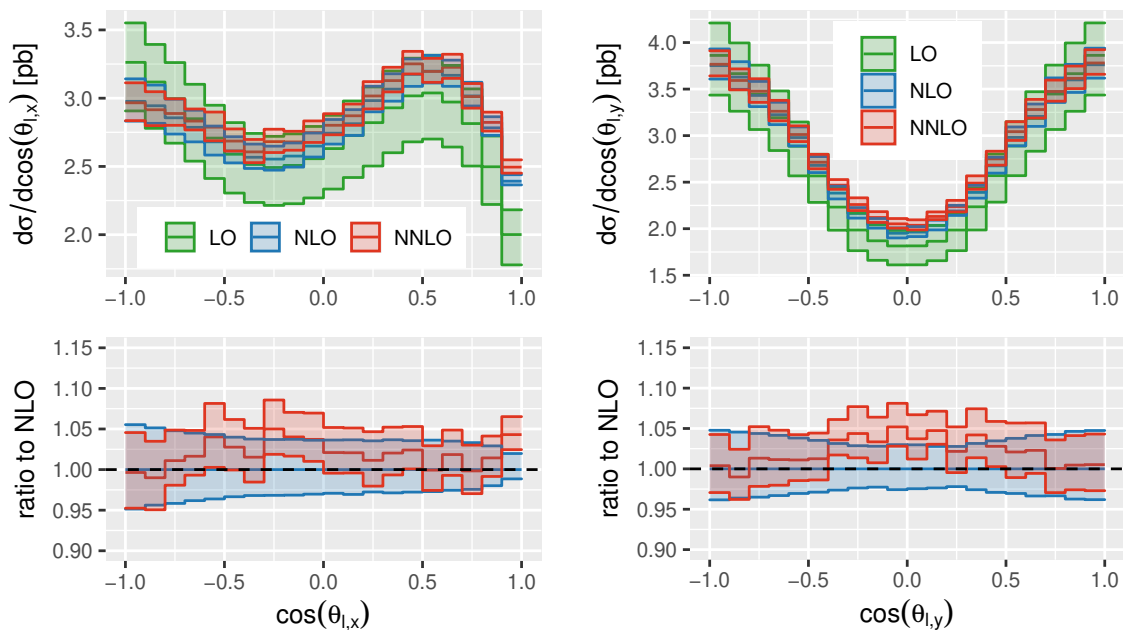 dσ/dcos(θl,x) [pb]
3.5
3.0
2.5
2.0
LO NLO NNLO
−1.0 −0.5 0.0 0.5 1.0
dσ/dcos(θl,y) [pb]
4.0
3.5
3.0
2.5
2.0
1.5
LO
NLO
NNLO
−1.0 −0.5 0.0 0.5 1.0
ratio to NLO
1.15
1.10
1.05
1.00
0.95
0.90
−1.0 −0.5 0.0 0.5 1.0
cos(θl,x)
ratio to NLO
1.15
1.10
1.05
1.00
0.95
0.90
−1.0 −0.5 0.0 0.5 1.0
cos(θl,y)